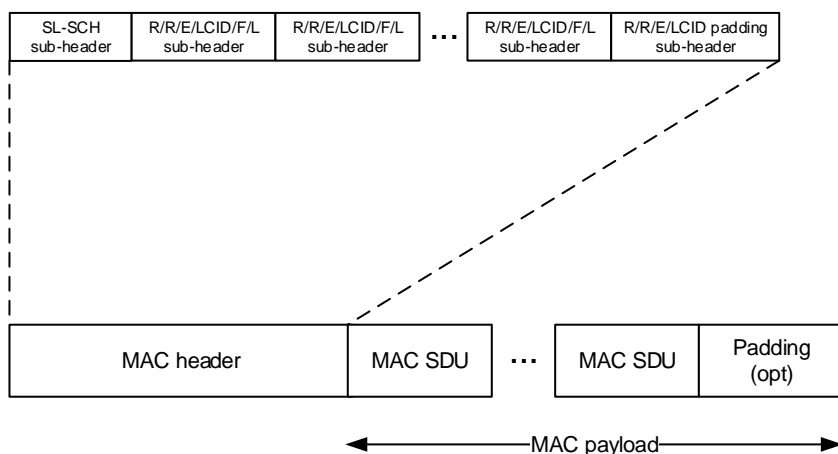 SL-SCH
sub-header
R/R/E/LCID/F/L
sub-header
R/R/E/LCID/F/L
sub-header
...
R/R/E/LCID/F/L
sub-header
R/R/E/LCID padding
sub-header
MAC header
MAC SDU
...
MAC SDU
Padding
(opt)
MAC payload